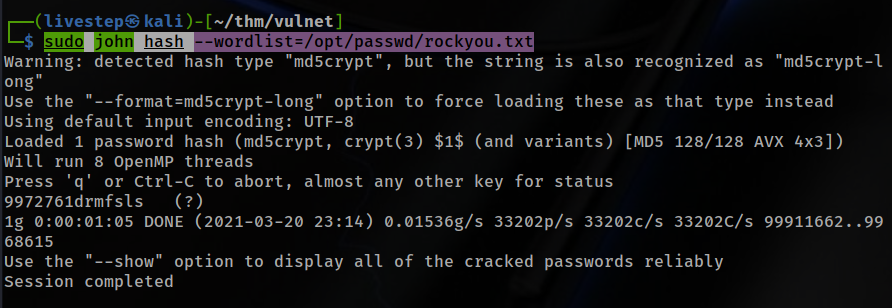 ┌──(livestep㉿kali)-[~/thm/vulnet]
└─$ sudo john hash --wordlist=/opt/passwd/rockyou.txt
Warning: detected hash type "md5crypt", but the string is also recognized as "md5crypt-l
ong"
Use the "--format=md5crypt-long" option to force loading these as that type instead
Using default input encoding: UTF-8
Loaded 1 password hash (md5crypt, crypt(3) $1$ (and variants) [MD5 128/128 AVX 4x3])
Will run 8 OpenMP threads
Press 'q' or Ctrl-C to abort, almost any other key for status
9972761drmfsls   (?)
1g 0:00:01:05 DONE (2021-03-20 23:14) 0.01536g/s 33202p/s 33202c/s 33202C/s 99911662..99
68615
Use the "--show" option to display all of the cracked passwords reliably
Session completed